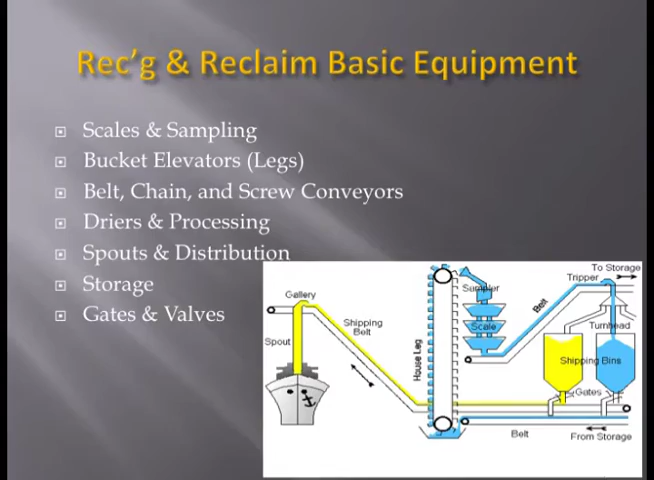 Rec'g & Reclaim Basic Equipment
Scales & Sampling
Bucket Elevators (Legs)
Belt, Chain, and Screw Conveyors
Driers & Processing
Spouts & Distribution
Storage
Gates & Valves
To Storage
Tripper
Sampler
Gallery
Belt
Shipping
Belt
Scale
Turnhead
Spout
House Leg
Shipping Bins
Gates
Belt
From Storage